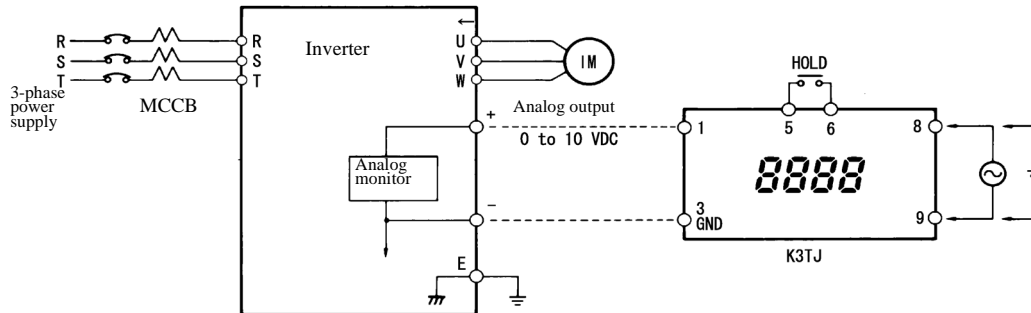 R
S
T
3-phase
power
supply
MCCB
R
S
T
Inverter
←
U
V
W
IM
Analog output
+
0 to 10 VDC
Analog
monitor
−
E
HOLD
5
6
1
8
8888
3
GND
9
K3TJ